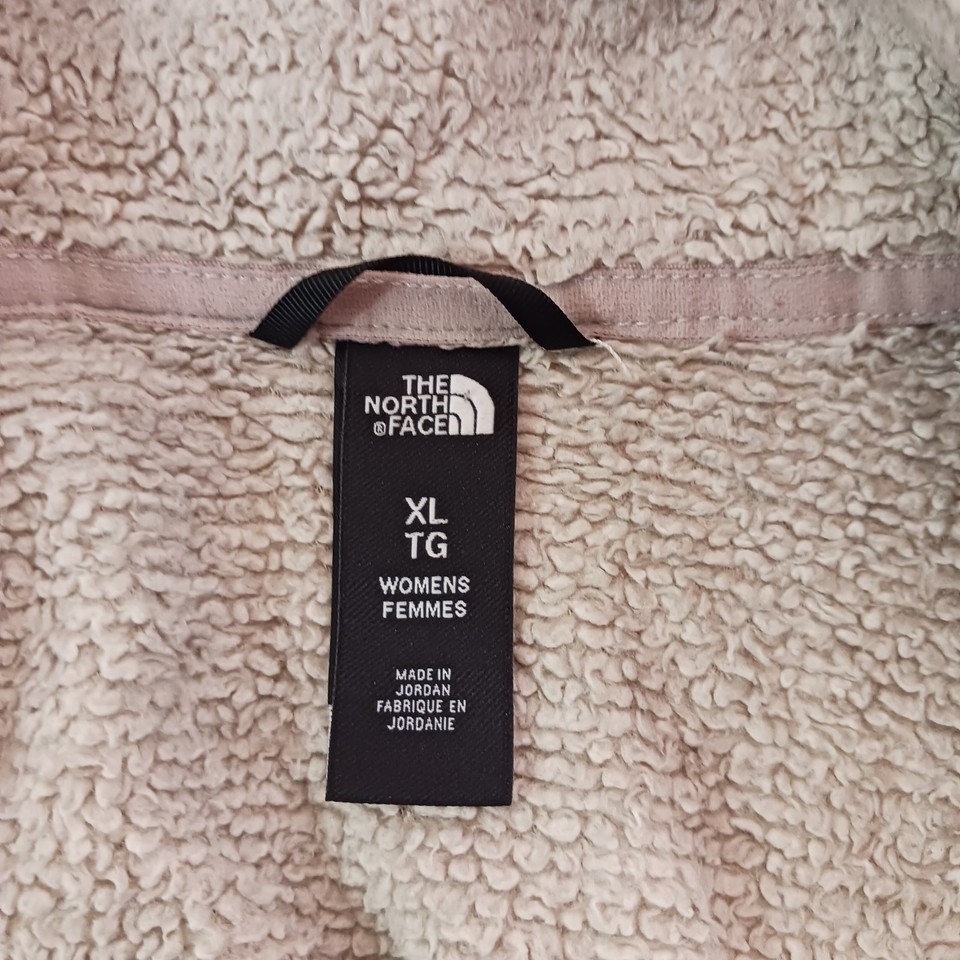 THE
NORTH
®FACE
XL
TG
WOMENS
FEMMES
MADE IN
JORDAN
FABRIQUE EN
JORDANIE